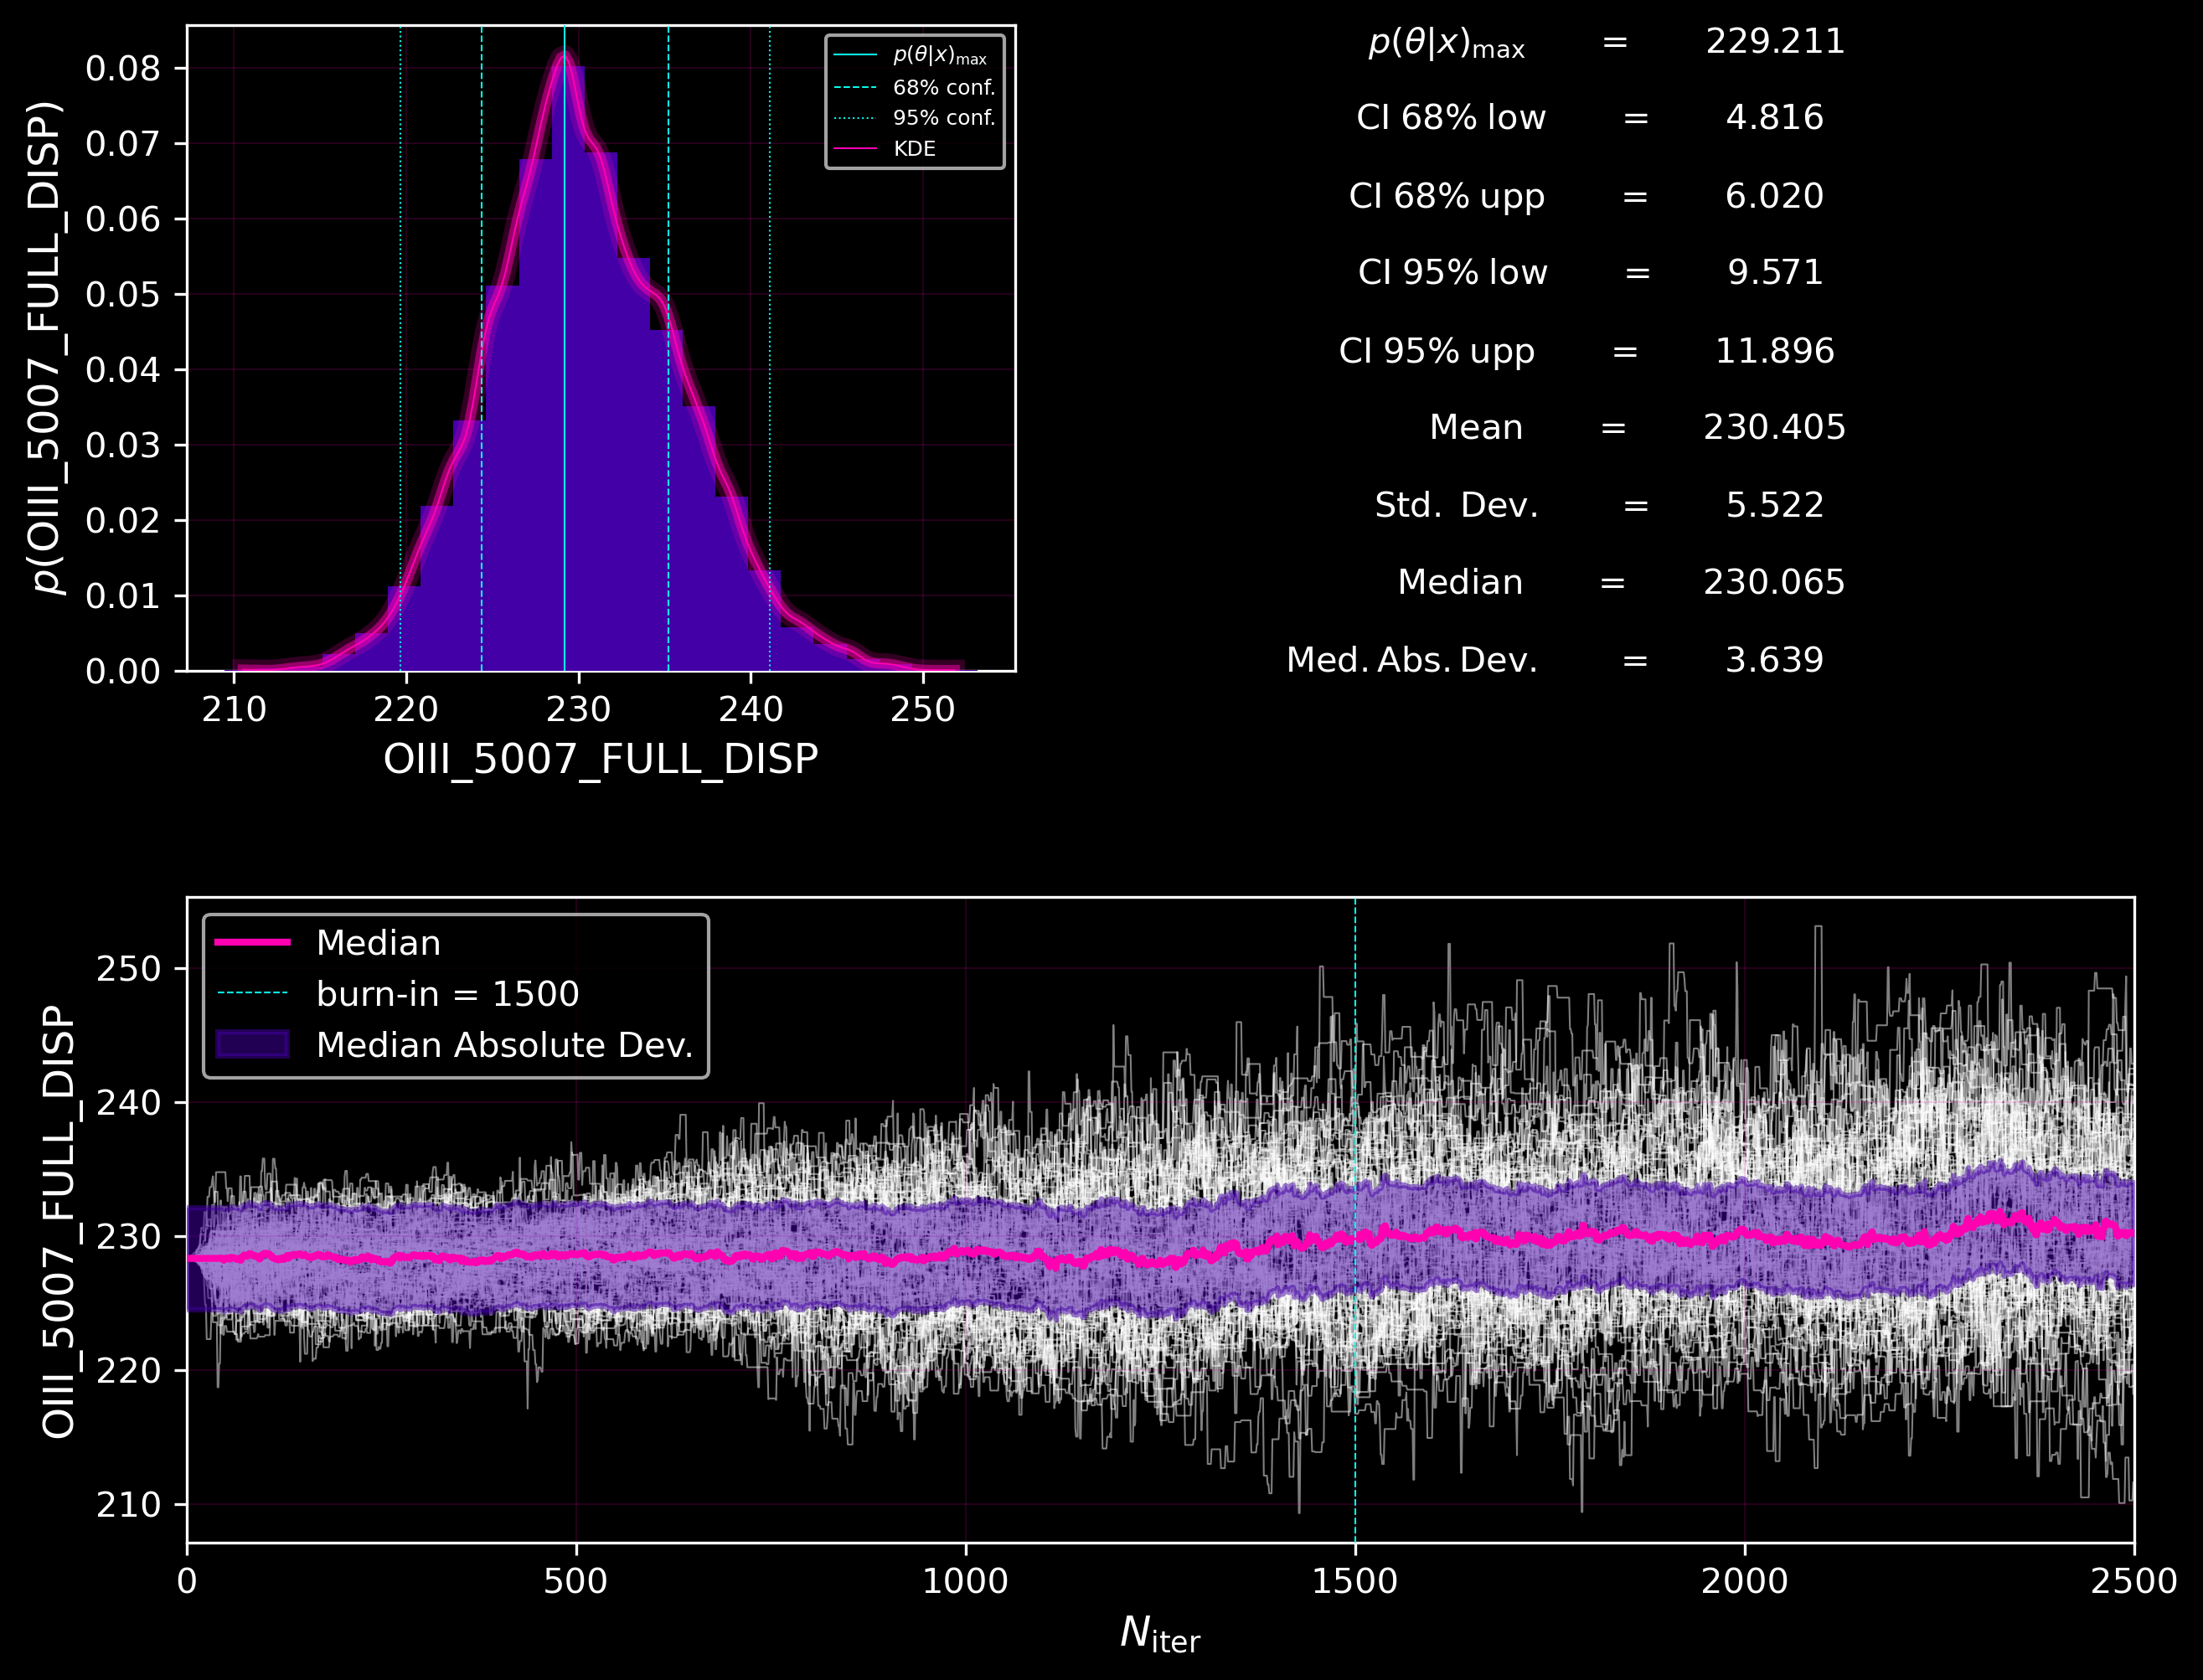 p(OIII_5007_FULL_DISP)
0.08
0.07
0.06
0.05
0.04
0.03
0.02
0.01
0.00
210 220 230 240 250
OIII_5007_FULL_DISP
p(θ|x)max
68% conf.
95% conf.
KDE
p(θ|x)max = 229.211
CI 68% low = 4.816
CI 68% upp = 6.020
CI 95% low = 9.571
CI 95% upp = 11.896
Mean = 230.405
Std. Dev. = 5.522
Median = 230.065
Med. Abs. Dev. = 3.639
OIII_5007_FULL_DISP
250
240
230
220
210
Median
burn-in = 1500
Median Absolute Dev.
0 500 1000 1500 2000 2500
Niter